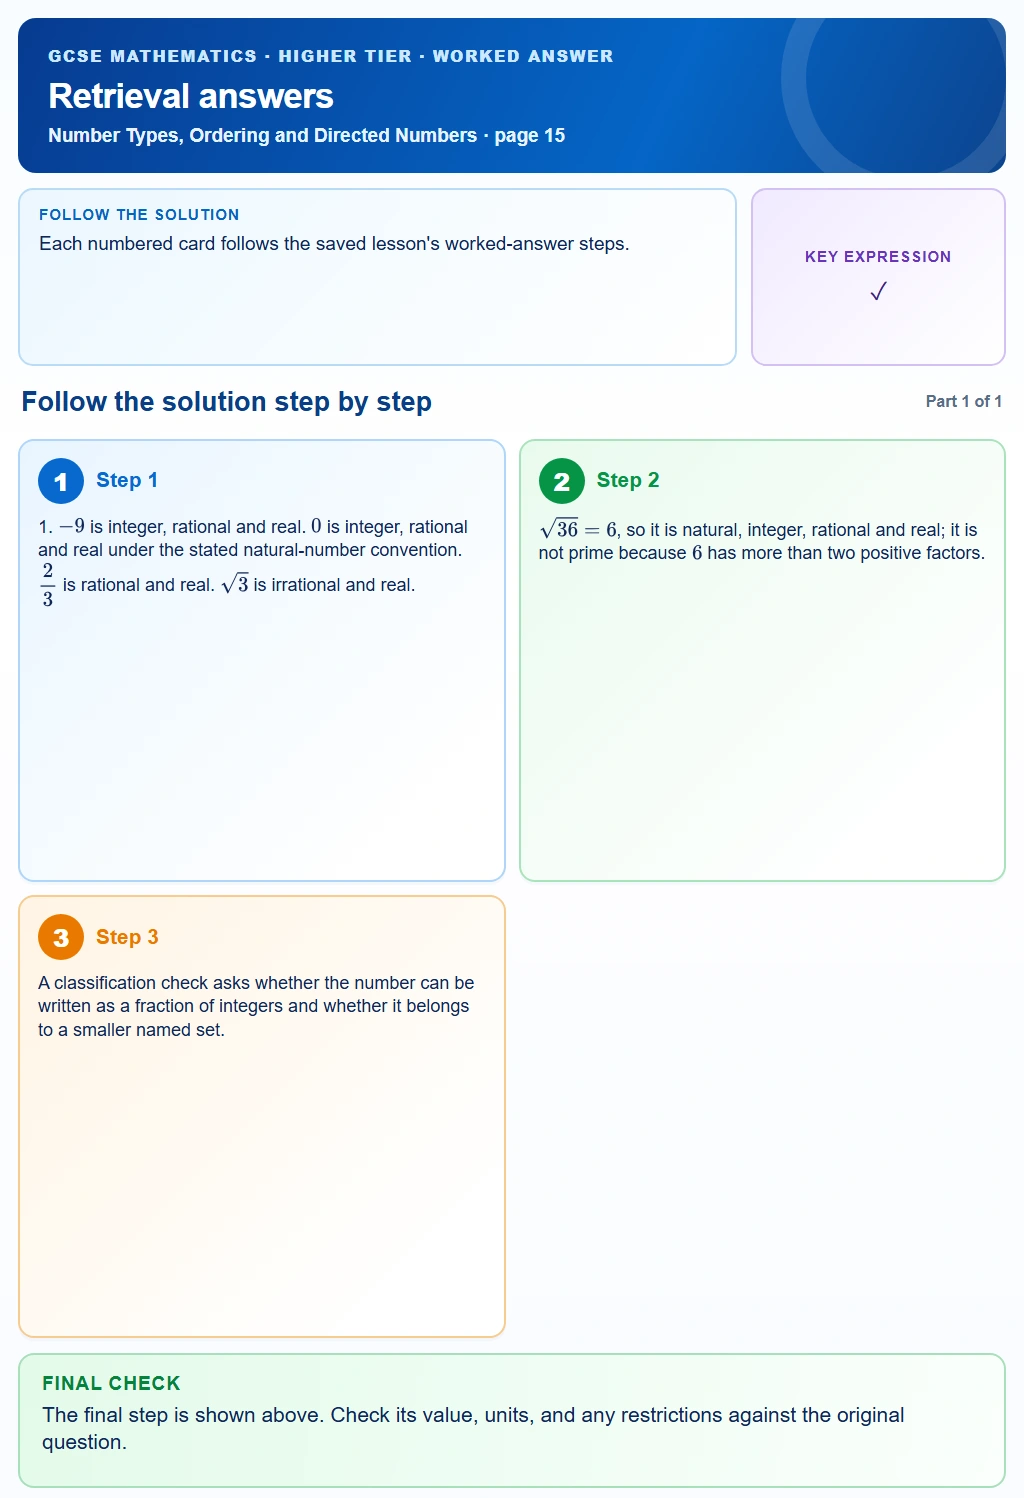 GCSE MATHEMATICS · HIGHER TIER · WORKED ANSWER
Retrieval answers
Number Types, Ordering and Directed Numbers · page 15
FOLLOW THE SOLUTION
Each numbered card follows the saved lesson's worked-answer steps.
KEY EXPRESSION
✓
Follow the solution step by step
Part 1 of 1
1 Step 1
1. −9 is integer, rational and real. 0 is integer, rational
and real under the stated natural-number convention.
2/3 is rational and real. √3 is irrational and real.
2 Step 2
√36 = 6, so it is natural, integer, rational and real; it is
not prime because 6 has more than two positive factors.
3 Step 3
A classification check asks whether the number can be
written as a fraction of integers and whether it belongs
to a smaller named set.
FINAL CHECK
The final step is shown above. Check its value, units, and any restrictions against the original
question.